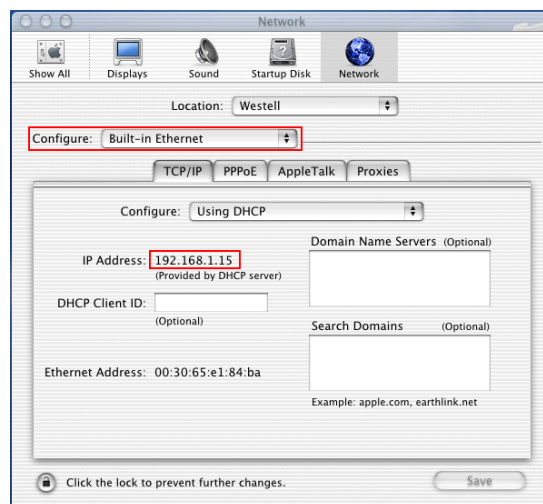 Network
Show All Displays Sound Startup Disk Network
Location: Westell
Configure: Built-in Ethernet
TCP/IP PPPoE AppleTalk Proxies
Configure: Using DHCP
Domain Name Servers (Optional)
IP Address: 192.168.1.15
(Provided by DHCP server)
DHCP Client ID:
(Optional)
Search Domains (Optional)
Ethernet Address: 00:30:65:e1:84:ba
Example: apple.com, earthlink.net
Click the lock to prevent further changes.
Save